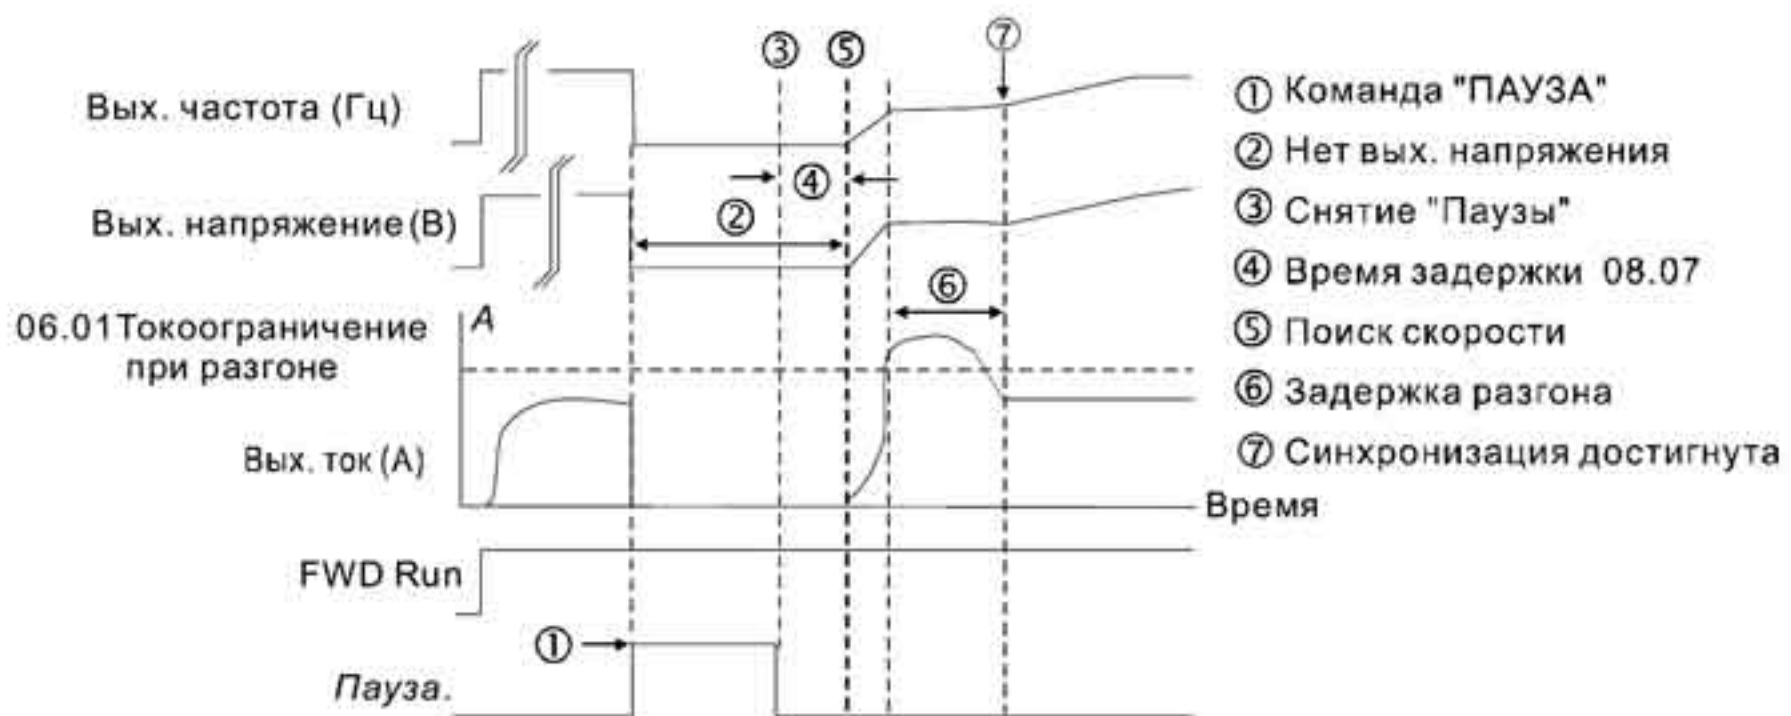 ⑦
③ ⑤
Вых. частота (Гц)
① Команда "ПАУЗА"
② Нет вых. напряжения
④
Вых. напряжение (В)
②
③ Снятие "Паузы"
④ Время задержки 08.07
⑥
06.01 Токоограничение
при разгоне
A
⑤ Поиск скорости
⑥ Задержка разгона
Вых. ток (А)
⑦ Синхронизация достигнута
Время
FWD Run
①
Пауза.